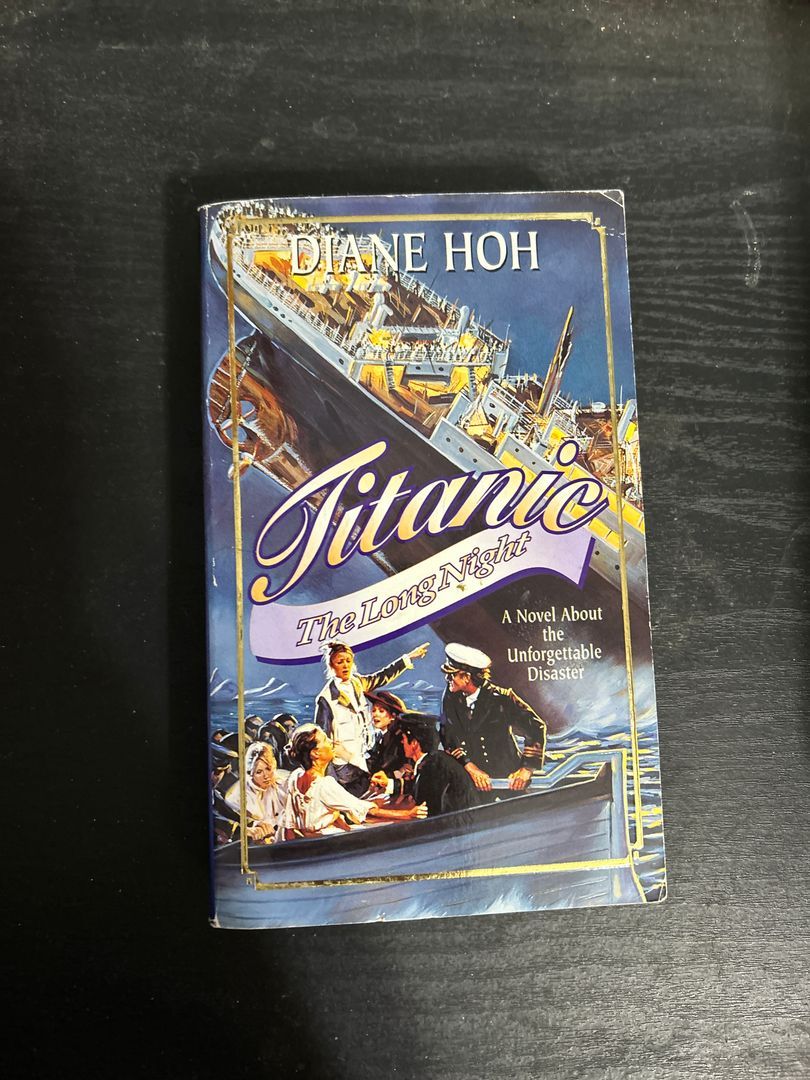 DIANE HOH
Titanic
The Long Night
A Novel About
the
Unforgettable
Disaster